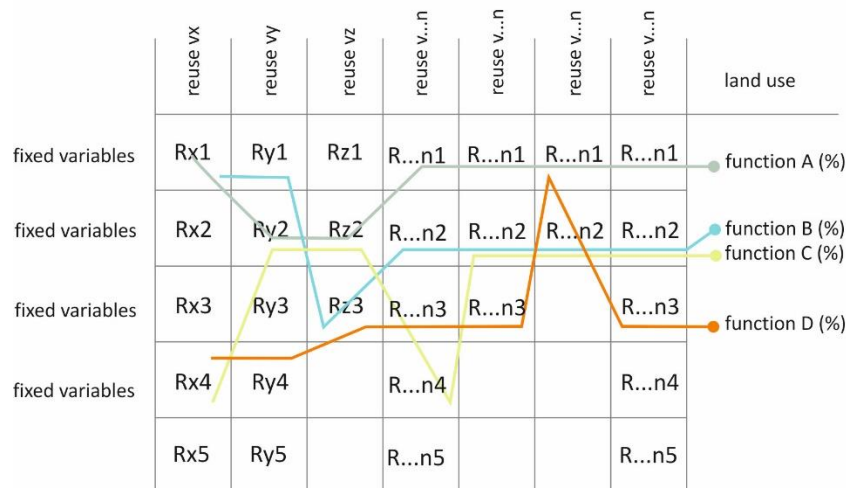 reuse vx reuse vy reuse vz reuse v...n reuse v...n reuse v...n reuse v...n land use
fixed variables Rx1 Ry1 Rz1 R...n1 R...n1 R...n1 R...n1 function A (%)
fixed variables Rx2 Ry2 Rz2 R...n2 R...n2 R...n2 R...n2 function B (%)
function C (%)
fixed variables Rx3 Ry3 Rz3 R...n3 R...n3 R...n3 function D (%)
fixed variables Rx4 Ry4 R...n4 R...n4
Rx5 Ry5 R...n5 R...n5